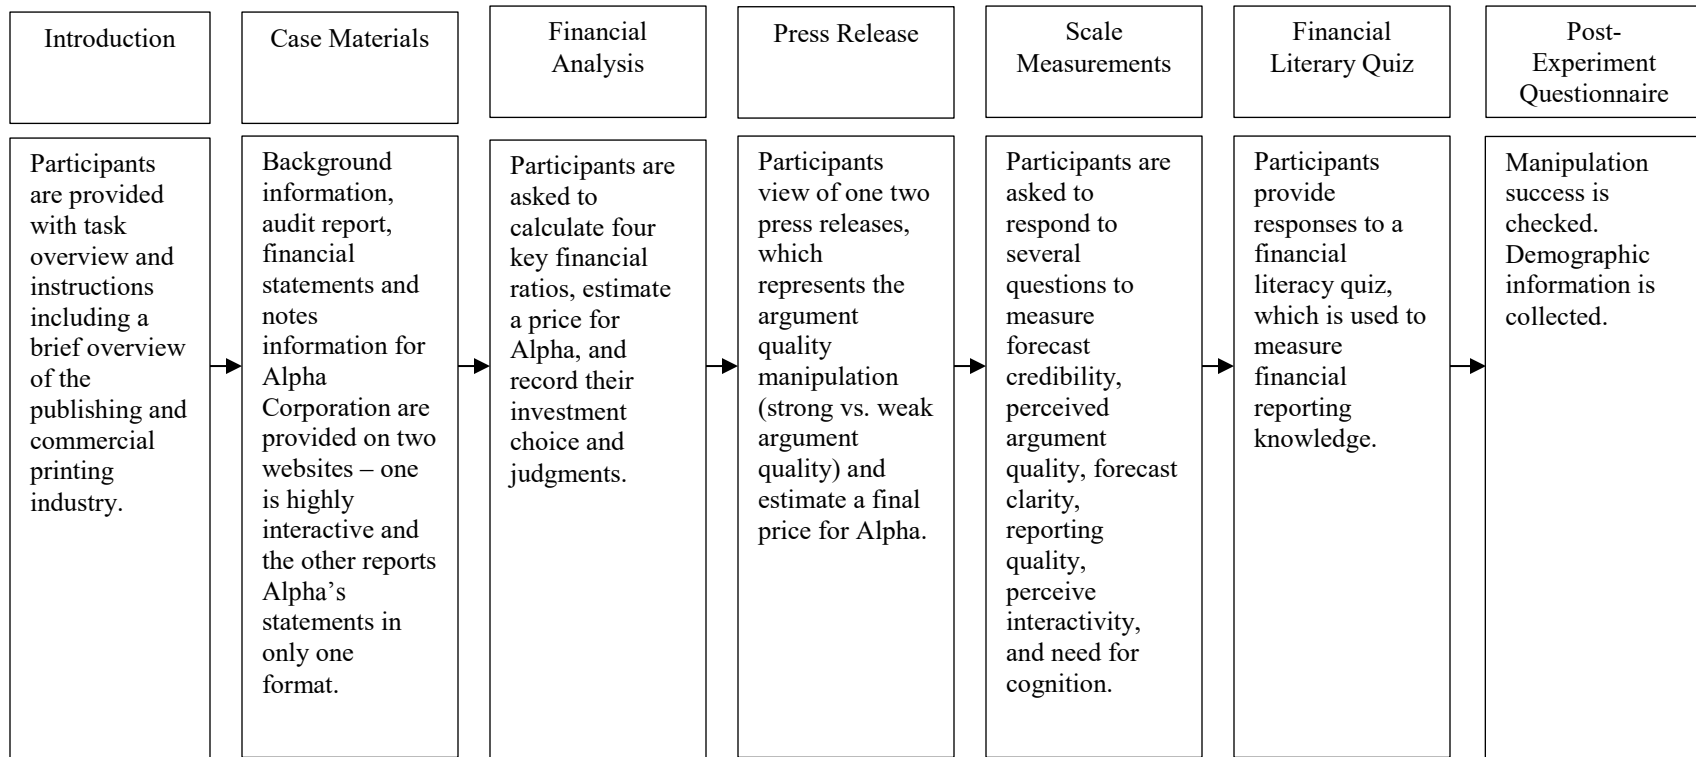 Introduction
Case Materials
Financial
Analysis
Press Release
Scale
Measurements
Financial
Literary Quiz
Post-
Experiment
Questionnaire
Participants
are provided
with task
overview and
instructions
including a
brief overview
of the
publishing and
commercial
printing
industry.
Background
information,
audit report,
financial
statements and
notes
information for
Alpha
Corporation are
provided on two
websites – one
is highly
interactive and
the other reports
Alpha’s
statements in
only one
format.
Participants are
asked to
calculate four
key financial
ratios, estimate
a price for
Alpha, and
record their
investment
choice and
judgments.
Participants
view of one two
press releases,
which
represents the
argument
quality
manipulation
(strong vs. weak
argument
quality) and
estimate a final
price for Alpha.
Participants are
asked to
respond to
several
questions to
measure
forecast
credibility,
perceived
argument
quality, forecast
clarity,
reporting
quality,
perceive
interactivity,
and need for
cognition.
Participants
provide
responses to a
financial
literacy quiz,
which is used to
measure
financial
reporting
knowledge.
Manipulation
success is
checked.
Demographic
information is
collected.